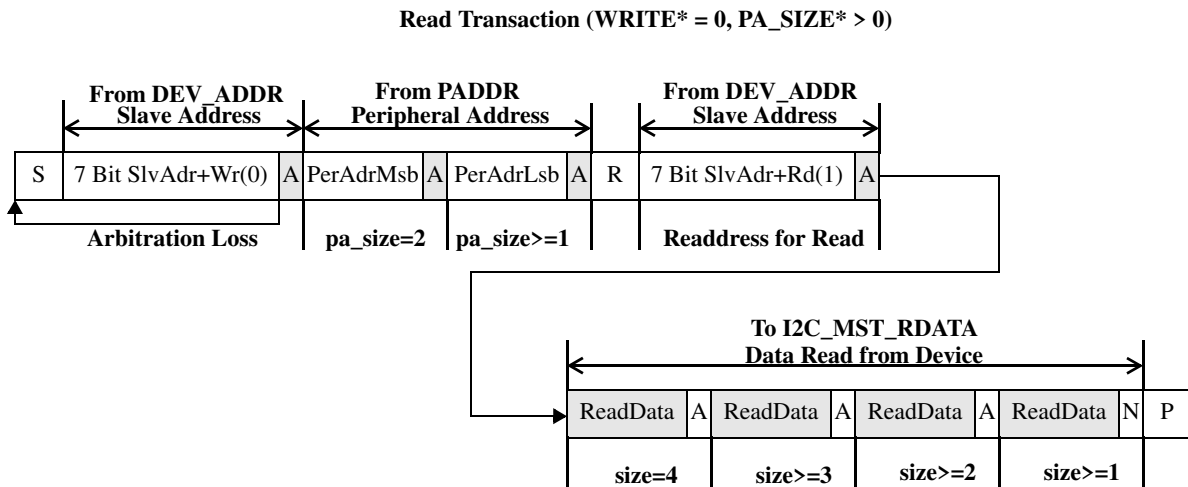 Read Transaction (WRITE* = 0, PA_SIZE* > 0)
From DEV_ADDR From PADDR From DEV_ADDR
Slave Address Peripheral Address Slave Address
S 7 Bit SlvAdr+Wr(0) A PerAdrMsb A PerAdrLsb A R 7 Bit SlvAdr+Rd(1) A
Arbitration Loss pa_size=2 pa_size>=1 Readdress for Read
To I2C_MST_RDATA
Data Read from Device
ReadData A ReadData A ReadData A ReadData N P
size=4 size>=3 size>=2 size>=1